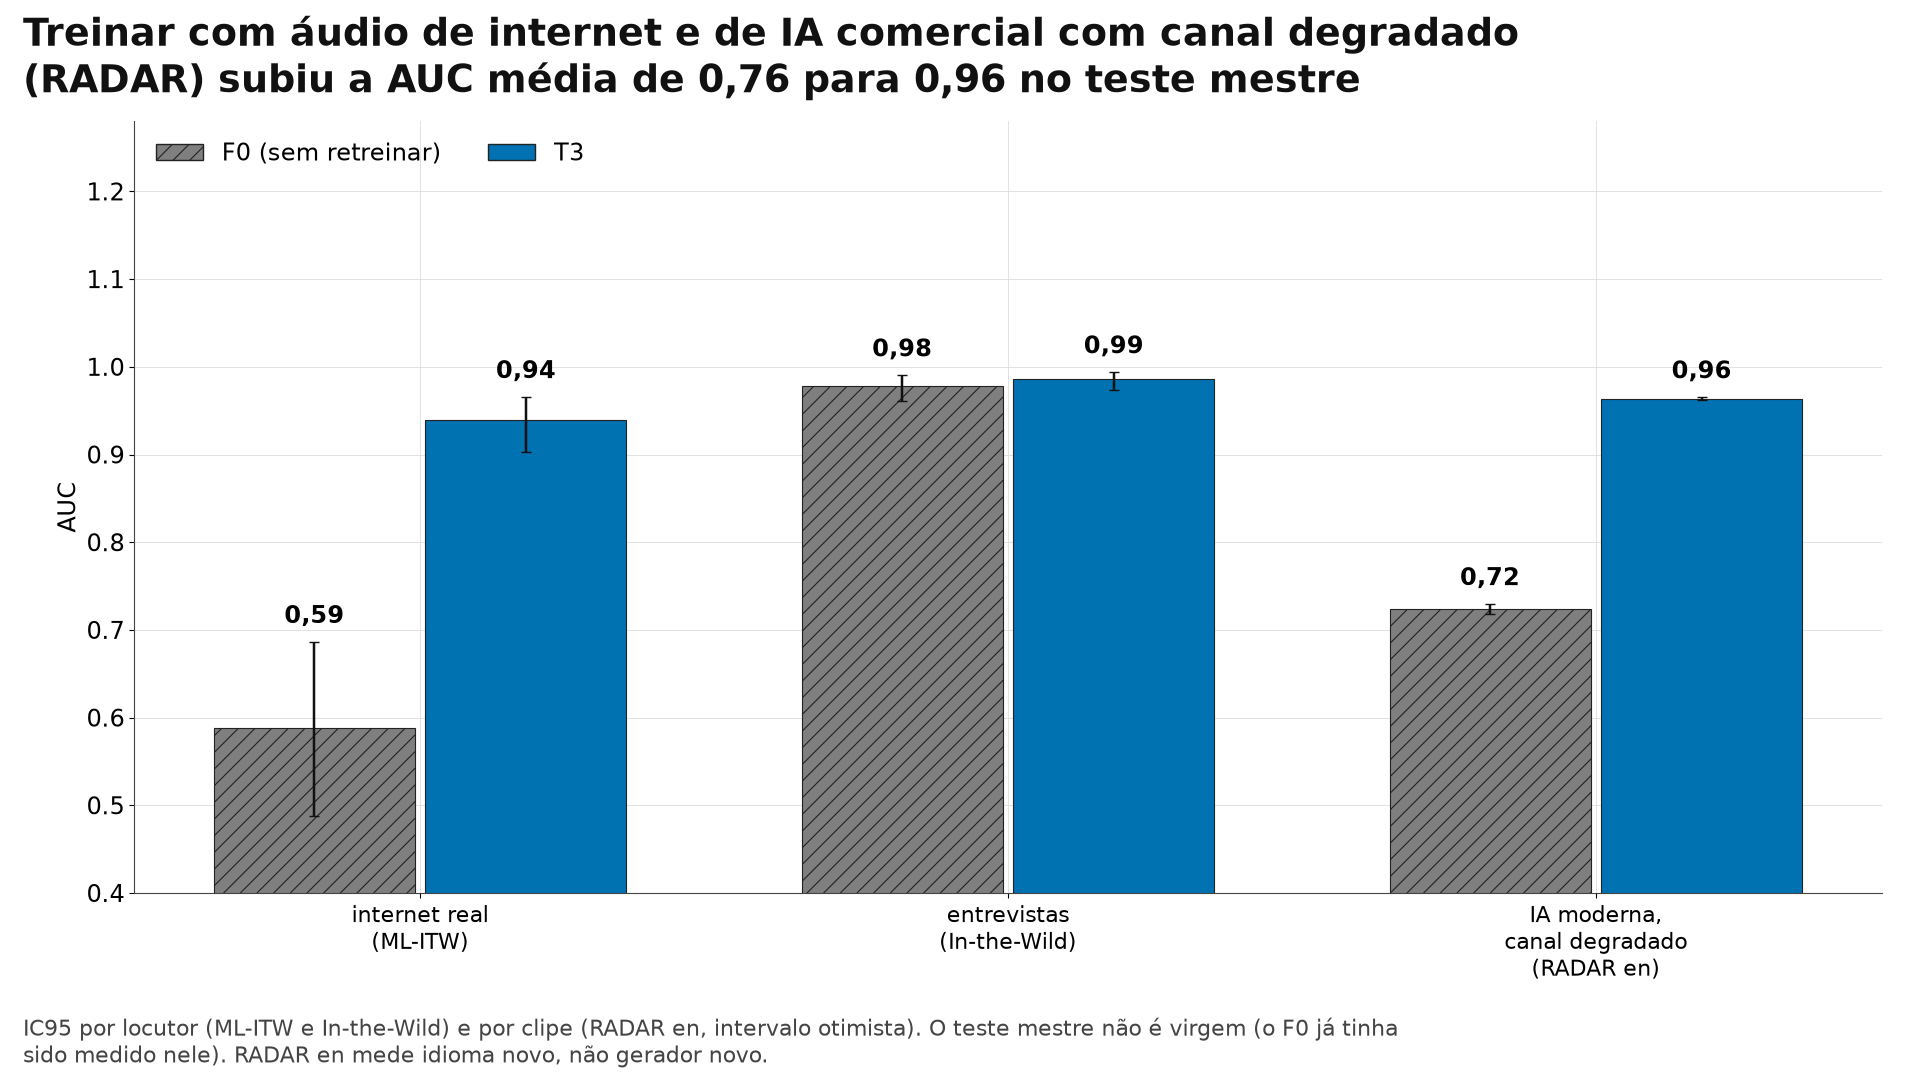 Treinar com áudio de internet e de IA comercial com canal degradado
(RADAR) subiu a AUC média de 0,76 para 0,96 no teste mestre
F0 (sem retreinar)
T3
1.2
1.1
1.0
0.9
0.8
0.7
0.6
0.5
0.4
AUC
0,59
0,94
0,98
0,99
0,72
0,96
internet real
(ML-ITW)
entrevistas
(In-the-Wild)
IA moderna,
canal degradado
(RADAR en)
IC95 por locutor (ML-ITW e In-the-Wild) e por clipe (RADAR en, intervalo otimista). O teste mestre não é virgem (o F0 já tinha
sido medido nele). RADAR en mede idioma novo, não gerador novo.